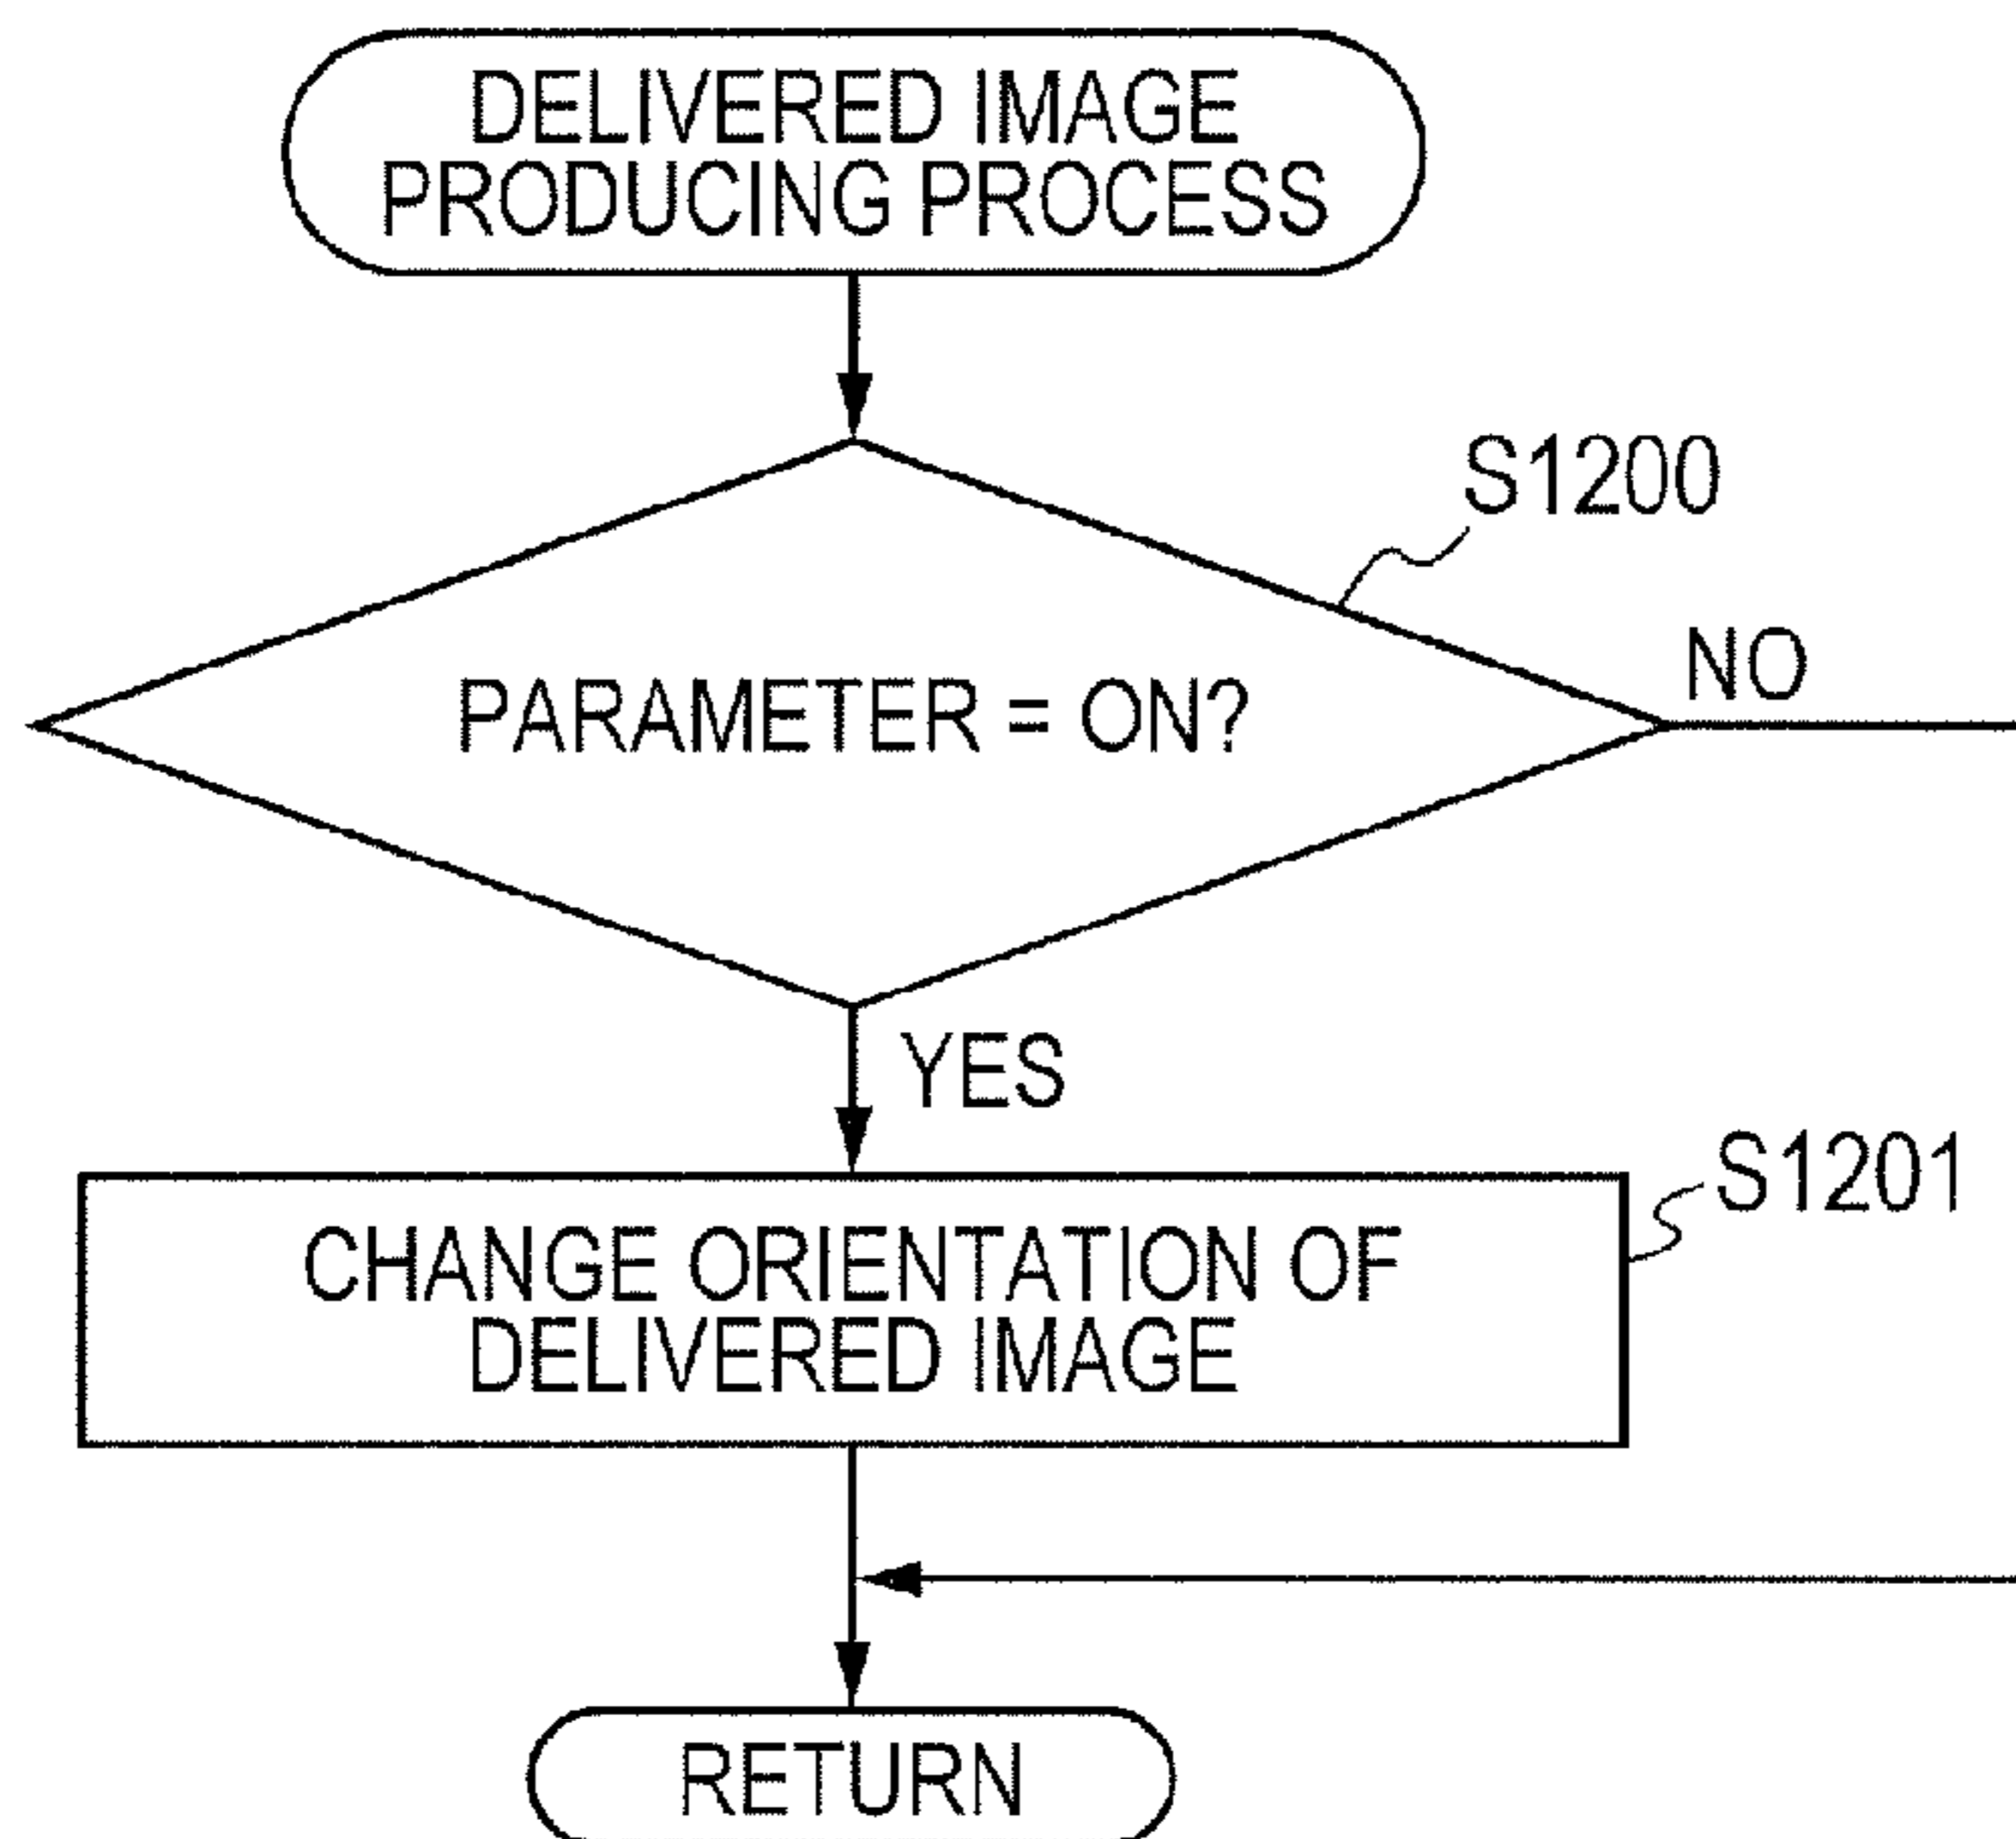 DELIVERED IMAGE
PRODUCING PROCESS
S1200
PARAMETER = ON?
NO
YES
S1201
CHANGE ORIENTATION OF
DELIVERED IMAGE
RETURN